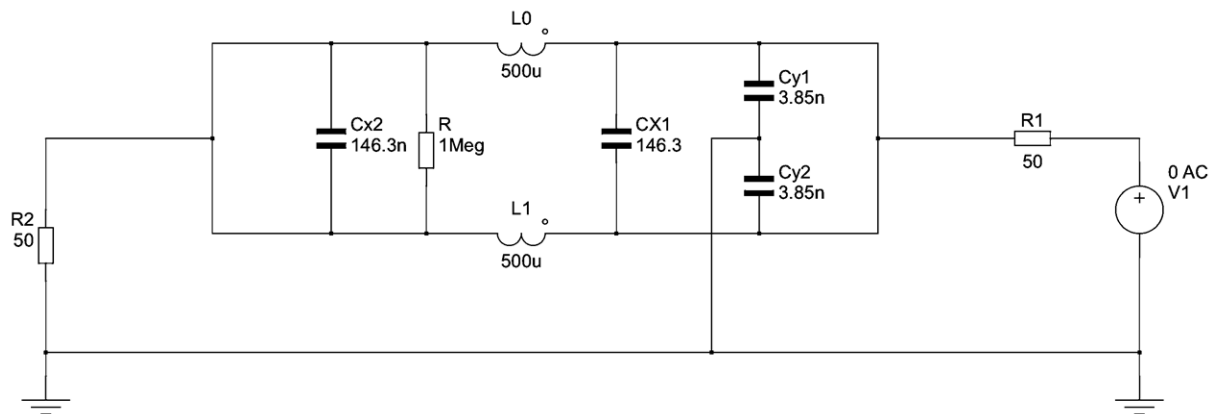 L0
500u
Cy1
3.85n
Cx2
146.3n
R
1Meg
CX1
146.3
R1
50
Cy2
3.85n
0 AC
V1
R2
50
L1
500u